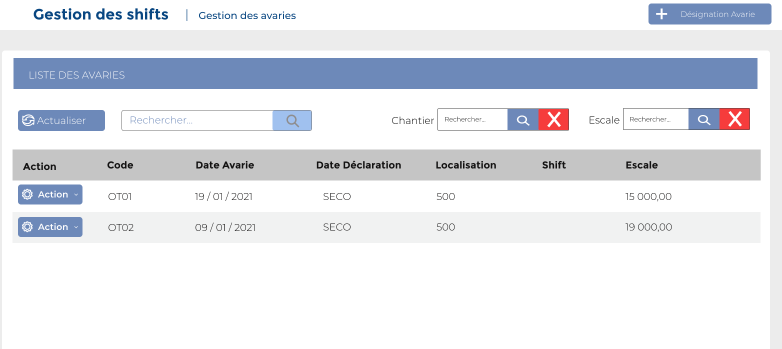 Gestion des shifts | Gestion des avaries
+ Désignation Avarie
LISTE DES AVARIES
Actualiser Rechercher... Chantier Rechercher... X Escale Rechercher... X
Action Code Date Avarie Date Déclaration Localisation Shift Escale
Action OT01 19 / 01 / 2021 SECO 500 15 000,00
Action OT02 09 / 01 / 2021 SECO 500 19 000,00